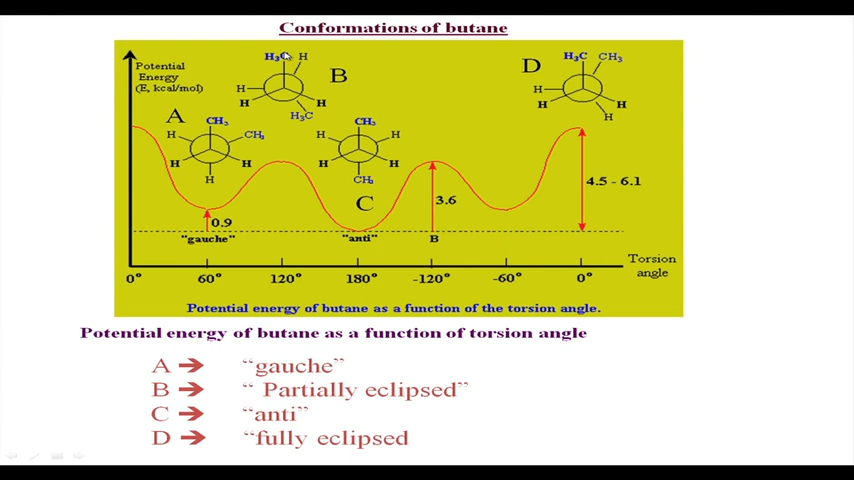 Conformations of butane
Potential
Energy
(E, kcal/mol)
H₃C H
H
H H
H₃C
B
A
CH₃
H CH₃
H H
H
CH₃
H H
H H
CH₃
C
D
H₃C CH₃
H
H H
H
0.9
3.6
4.5 - 6.1
"gauche" "anti" B
Torsion
angle
0° 60° 120° 180° -120° -60° 0°
Potential energy of butane as a function of the torsion angle.
Potential energy of butane as a function of torsion angle
A ➔ “gauche”
B ➔ “ Partially eclipsed”
C ➔ “anti”
D ➔ “fully eclipsed